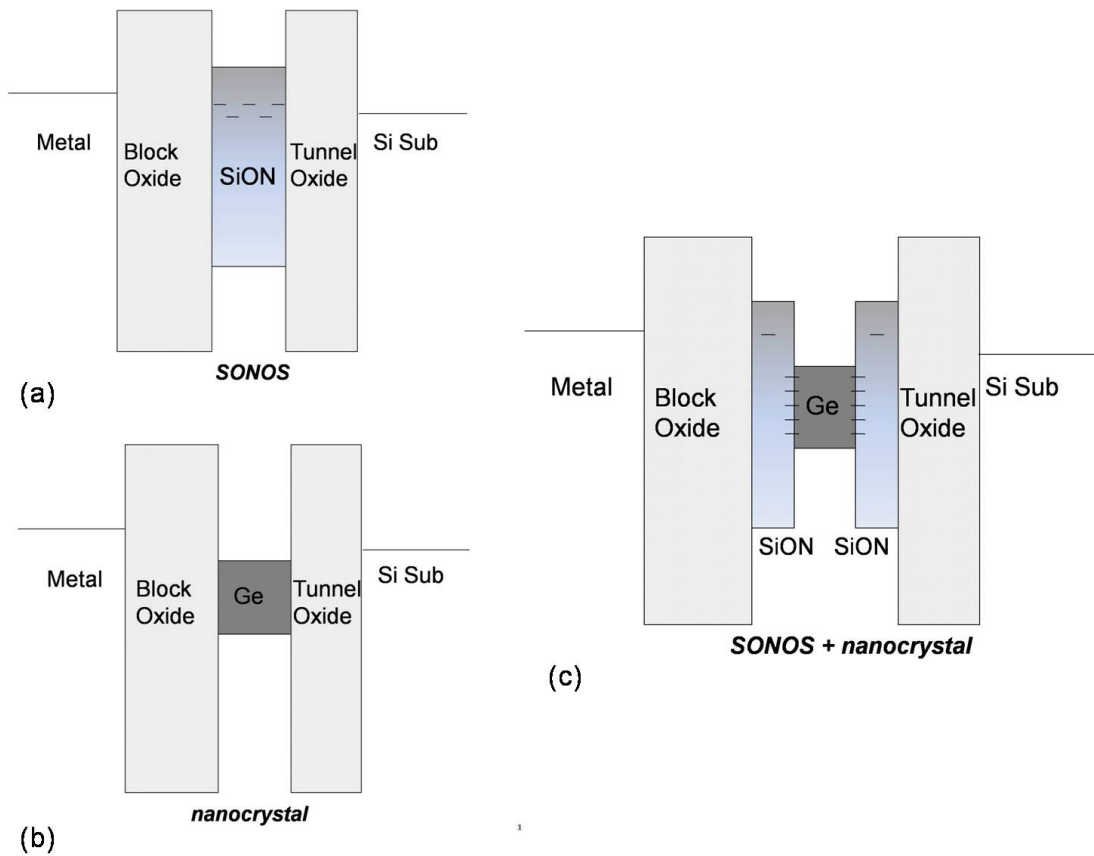 Metal
Block
Oxide
SiON
Tunnel
Oxide
Si Sub
SONOS
(a)
Metal
Block
Oxide
Ge
Tunnel
Oxide
Si Sub
nanocrystal
(b)
Metal
Block
Oxide
Ge
Tunnel
Oxide
Si Sub
SiON
SiON
SONOS + nanocrystal
(c)
1